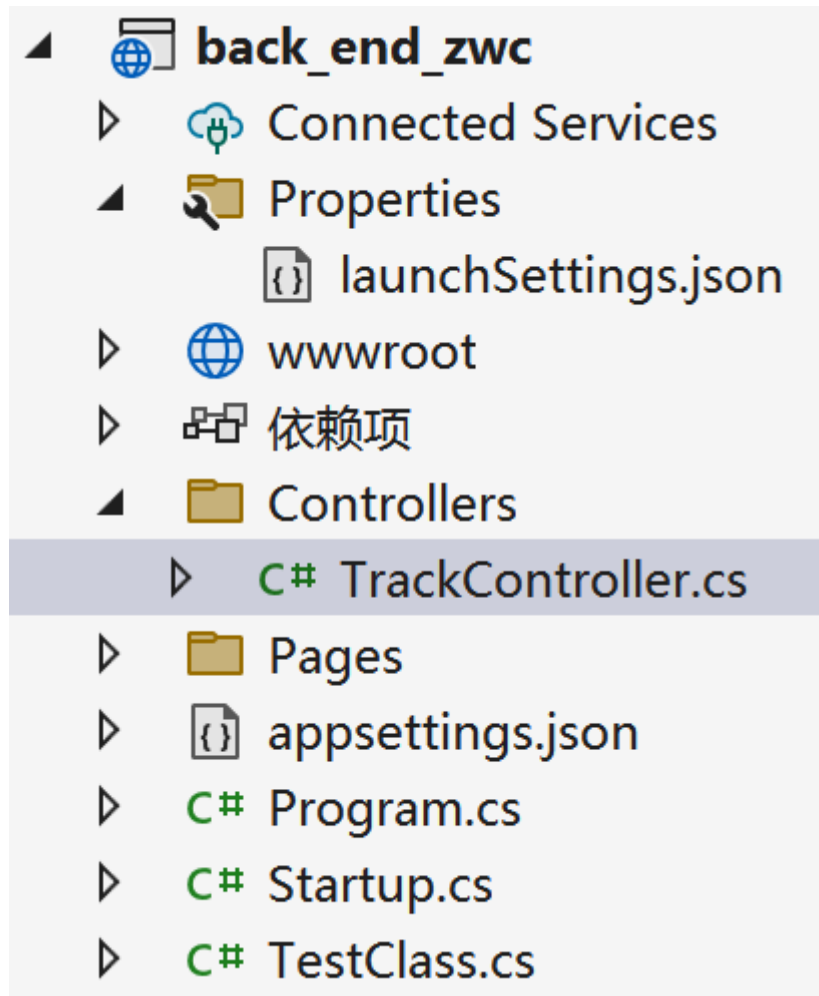 back_end_zwc
Connected Services
Properties
launchSettings.json
wwwroot
依赖项
Controllers
C# TrackController.cs
Pages
appsettings.json
C# Program.cs
C# Startup.cs
C# TestClass.cs